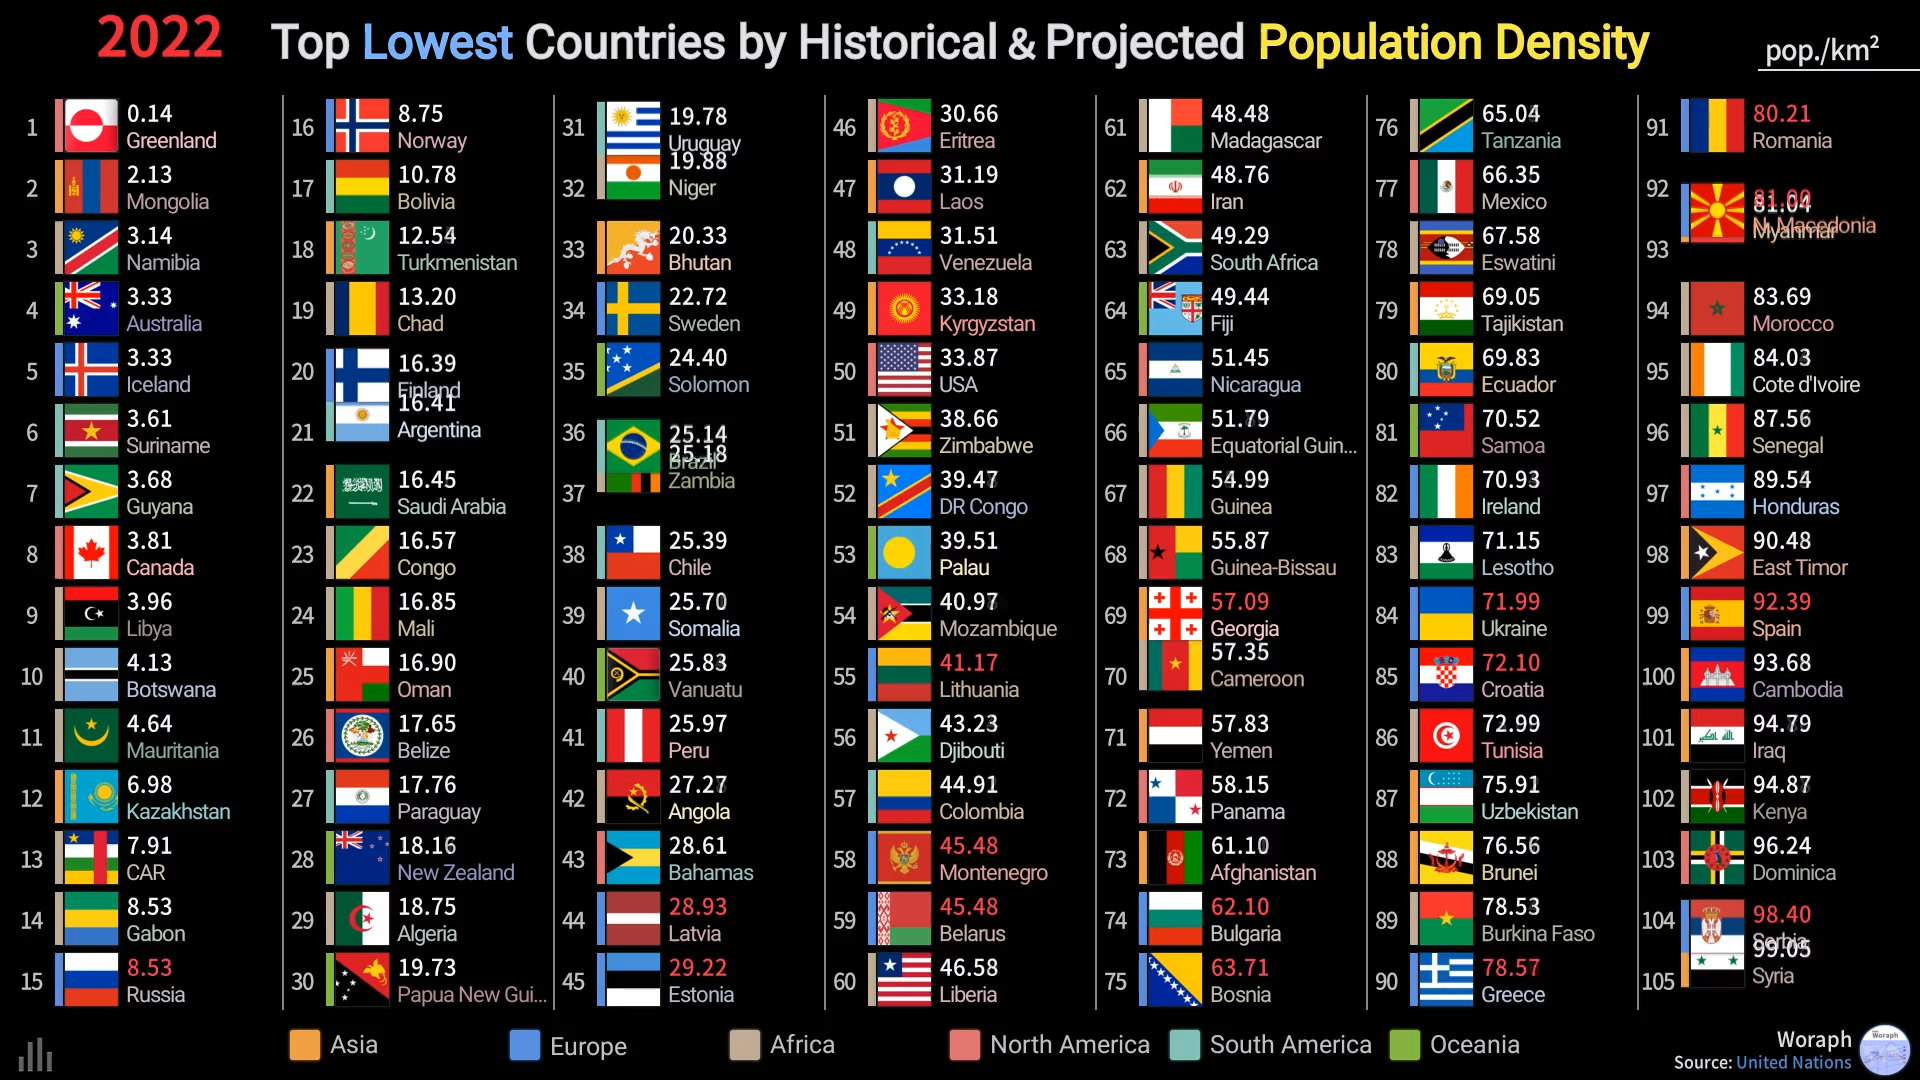 2022
Top Lowest Countries by Historical & Projected Population Density
pop./km²
1
0.14
Greenland
2
2.13
Mongolia
3
3.14
Namibia
4
3.33
Australia
5
3.33
Iceland
6
3.61
Suriname
7
3.68
Guyana
8
3.81
Canada
9
3.96
Libya
10
4.13
Botswana
11
4.64
Mauritania
12
6.98
Kazakhstan
13
7.91
CAR
14
8.53
Gabon
15
8.53
Russia
16
8.75
Norway
17
10.78
Bolivia
18
12.54
Turkmenistan
19
13.20
Chad
20
16.39
Finland
21
16.41
Argentina
22
16.45
Saudi Arabia
23
16.57
Congo
24
16.85
Mali
25
16.90
Oman
26
17.65
Belize
27
17.76
Paraguay
28
18.16
New Zealand
29
18.75
Algeria
30
19.73
Papua New Gui...
31
19.78
Uruguay
32
19.88
Niger
33
20.33
Bhutan
34
22.72
Sweden
35
24.40
Solomon
36
25.14
Brazil
37
25.18
Zambia
38
25.39
Chile
39
25.70
Somalia
40
25.83
Vanuatu
41
25.97
Peru
42
27.27
Angola
43
28.61
Bahamas
44
28.93
Latvia
45
29.22
Estonia
46
30.66
Eritrea
47
31.19
Laos
48
31.51
Venezuela
49
33.18
Kyrgyzstan
50
33.87
USA
51
38.66
Zimbabwe
52
39.47
DR Congo
53
39.51
Palau
54
40.97
Mozambique
55
41.17
Lithuania
56
43.23
Djibouti
57
44.91
Colombia
58
45.48
Montenegro
59
45.48
Belarus
60
46.58
Liberia
61
48.48
Madagascar
62
48.76
Iran
63
49.29
South Africa
64
49.44
Fiji
65
51.45
Nicaragua
66
51.79
Equatorial Guin...
67
54.99
Guinea
68
55.87
Guinea-Bissau
69
57.09
Georgia
70
57.35
Cameroon
71
57.83
Yemen
72
58.15
Panama
73
61.10
Afghanistan
74
62.10
Bulgaria
75
63.71
Bosnia
76
65.04
Tanzania
77
66.35
Mexico
78
67.58
Eswatini
79
69.05
Tajikistan
80
69.83
Ecuador
81
70.52
Samoa
82
70.93
Ireland
83
71.15
Lesotho
84
71.99
Ukraine
85
72.10
Croatia
86
72.99
Tunisia
87
75.91
Uzbekistan
88
76.56
Brunei
89
78.53
Burkina Faso
90
78.57
Greece
91
80.21
Romania
92
81.04
N. Macedonia
Myanmar
93
94
83.69
Morocco
95
84.03
Cote d'Ivoire
96
87.56
Senegal
97
89.54
Honduras
98
90.48
East Timor
99
92.39
Spain
100
93.68
Cambodia
101
94.79
Iraq
102
94.87
Kenya
103
96.24
Dominica
104
98.40
Serbia
105
99.05
Syria
Asia
Europe
Africa
North America
South America
Oceania
Woraph
Source: United Nations